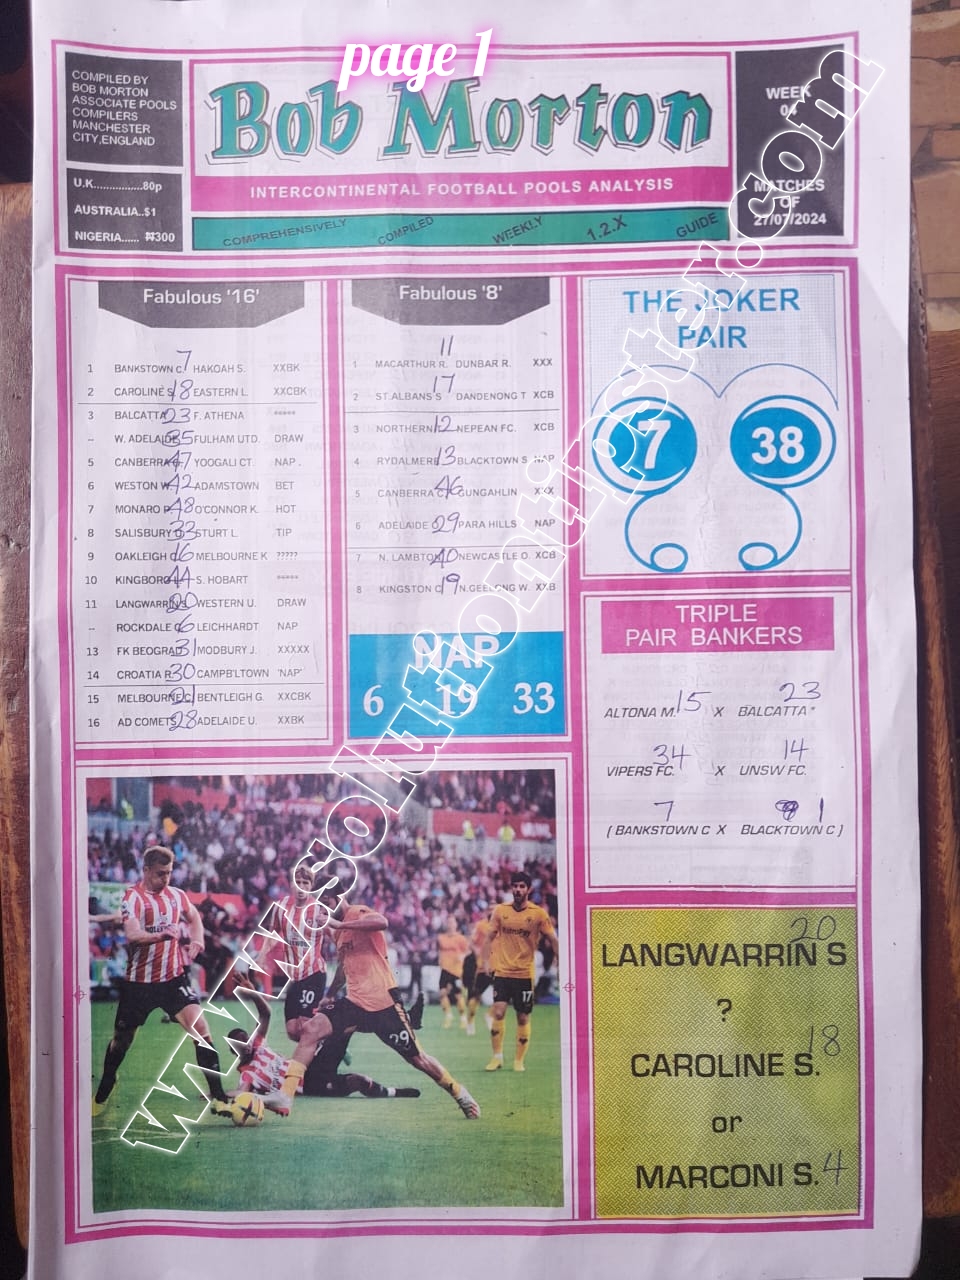 page 1
COMPILED BY
BOB MORTON
ASSOCIATE POOLS
COMPILERS
MANCHESTER
CITY,ENGLAND
U.K................80p
AUSTRALIA..$1
NIGERIA...... ₦300
Bob Morton
INTERCONTINENTAL FOOTBALL POOLS ANALYSIS
COMPREHENSIVELY COMPILED WEEKLY 1.2.X GUIDE
WEEK
04
MATCHES
OF
27/07/2024
Fabulous '16'
1 BANKSTOWN C. 7 HAKOAH S. XXBK
2 CAROLINE S. 18 EASTERN L. XXCBK
3 BALCATTA 23 F. ATHENA *****
-- W. ADELAIDE 35 FULHAM UTD. DRAW
5 CANBERRA 47 YOOGALI CT. NAP .
6 WESTON W 42 ADAMSTOWN BET
7 MONARO P. 48 O'CONNOR K. HOT
8 SALISBURY 33 STURT L. TIP
9 OAKLEIGH C. 16 MELBOURNE K ?????
10 KINGBORO 44 S. HOBART *****
11 LANGWARRIN S. 20 WESTERN U. DRAW
-- ROCKDALE C 6 LEICHHARDT NAP
13 FK BEOGRAD 31 MODBURY J. XXXXX
14 CROATIA R. 30 CAMPB'LTOWN 'NAP'
15 MELBOURNE C. 21 BENTLEIGH G. XXCBK
16 AD COMETS 28 ADELAIDE U. XXBK
Fabulous '8'
1 MACARTHUR R. 11 DUNBAR R. XXX
2 ST.ALBANS S 17 DANDENONG T XCB
3 NORTHERN 12 NEPEAN FC. XCB
4 RYDALMERE 13 BLACKTOWN S NAP
5 CANBERRA C 46 GUNGAHLIN XXX
6 ADELAIDE 29 PARA HILLS NAP
7 N. LAMBTON 40 NEWCASTLE O. XCB
8 KINGSTON C 19 N.GEELONG W. XXB
NAP
6 19 33
THE JOKER
PAIR
7 38
TRIPLE
PAIR BANKERS
ALTONA M. 15 X BALCATTA* 23
VIPERS FC. 34 X UNSW FC. 14
7 1
( BANKSTOWN C X BLACKTOWN C )
LANGWARRIN S 20
?
CAROLINE S. 18
or
MARCONI S. 4
www.solutiontipster.com